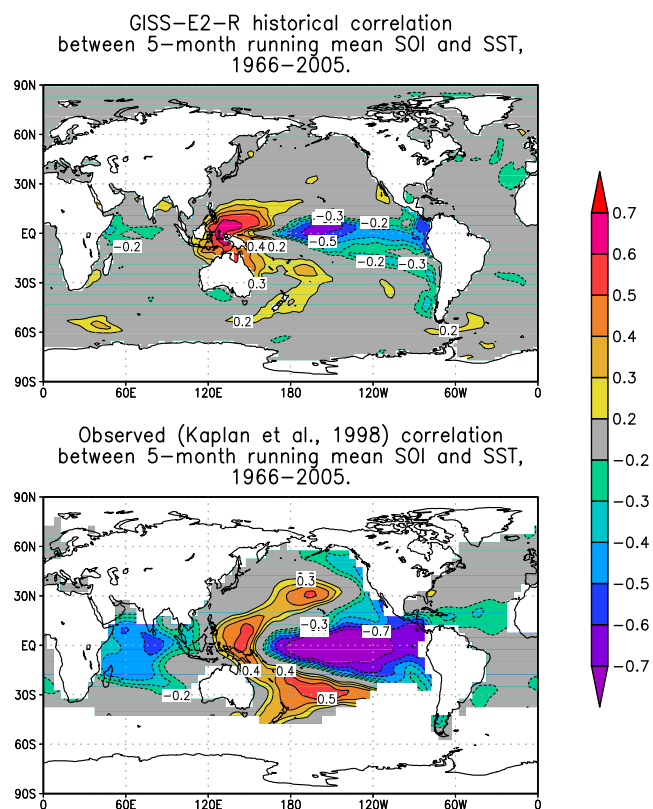 GISS−E2−R historical correlation
between 5−month running mean SOI and SST,
1966−2005.
90N
60N
30N
EQ
30S
60S
90S
−0.3
−0.2
−0.2
0.4
0.2
−0.5
−0.2
−0.3
0.3
0.2
0.2
0
60E
120E
180
120W
60W
0
0.7
0.6
0.5
0.4
0.3
0.2
−0.2
−0.3
−0.4
−0.5
−0.6
−0.7
Observed (Kaplan et al., 1998) correlation
between 5−month running mean SOI and SST,
1966−2005.
90N
60N
30N
EQ
30S
60S
90S
0.3
−0.3
−0.7
0.4
0.4
−0.2
0.5
0
60E
120E
180
120W
60W
0